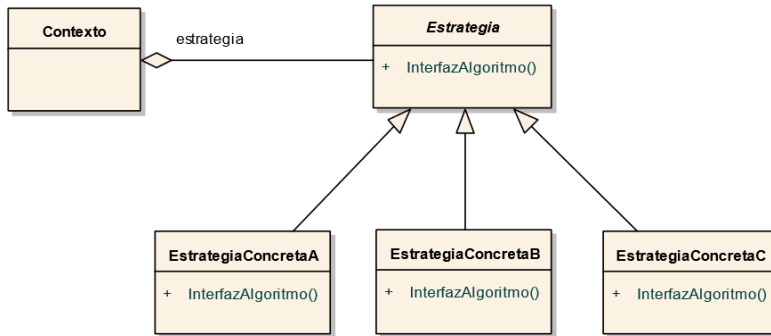 Contexto
estrategia
Estrategia
+ InterfazAlgoritmo()
EstrategiaConcretaA
+ InterfazAlgoritmo()
EstrategiaConcretaB
+ InterfazAlgoritmo()
EstrategiaConcretaC
+ InterfazAlgoritmo()